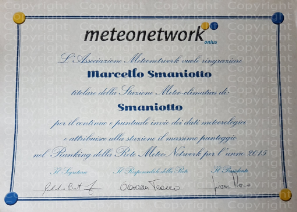 meteonetwork
onlus
L'Associazione Meteonetwork vuole ringraziare
Marcello Smaniotto
titolare della Stazione Meteo-climatica di:
Smaniotto
per il continuo e puntuale invio dei dati meteorologici
e attribuisce alla stazione il massimo punteggio
nel Ranking della Rete Meteo Network per l'anno 2015
Il Segretario Il Responsabile della Rete Il Presidente